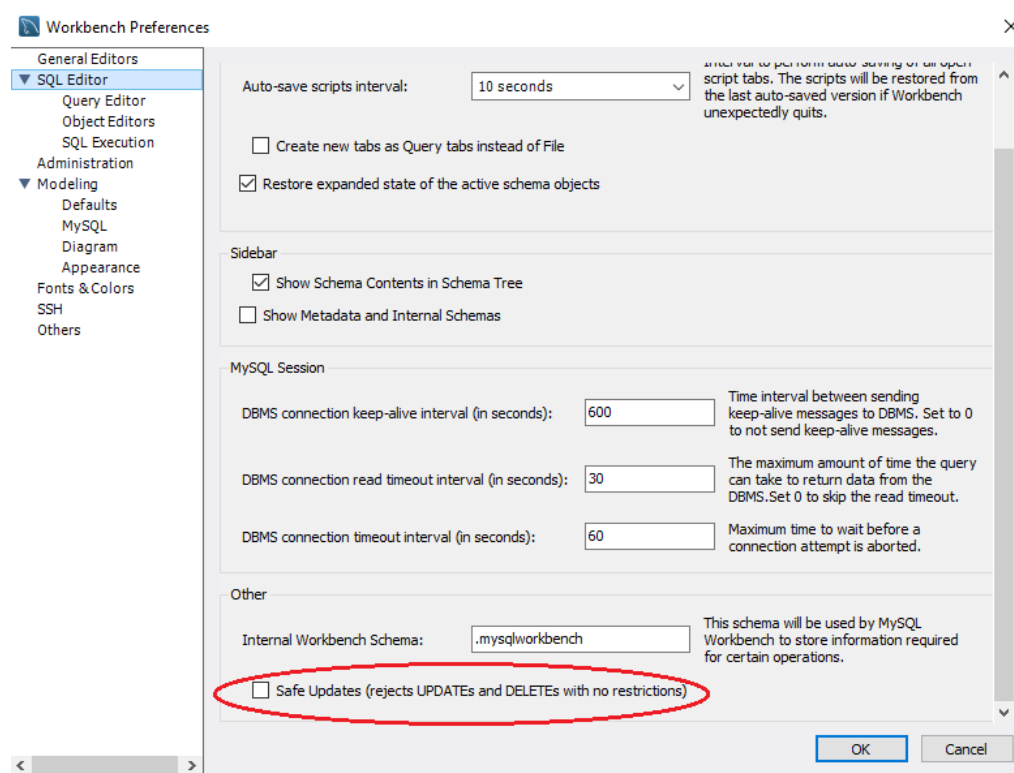 Workbench Preferences
General Editors
SQL Editor
Query Editor
Object Editors
SQL Execution
Administration
Modeling
Defaults
MySQL
Diagram
Appearance
Fonts & Colors
SSH
Others
Auto-save scripts interval:
10 seconds
Interval to perform auto-saving of all open
script tabs. The scripts will be restored from
the last auto-saved version if Workbench
unexpectedly quits.
Create new tabs as Query tabs instead of File
Restore expanded state of the active schema objects
Sidebar
Show Schema Contents in Schema Tree
Show Metadata and Internal Schemas
MySQL Session
DBMS connection keep-alive interval (in seconds):
600
Time interval between sending
keep-alive messages to DBMS. Set to 0
to not send keep-alive messages.
DBMS connection read timeout interval (in seconds):
30
The maximum amount of time the query
can take to return data from the
DBMS.Set 0 to skip the read timeout.
DBMS connection timeout interval (in seconds):
60
Maximum time to wait before a
connection attempt is aborted.
Other
Internal Workbench Schema:
.mysqlworkbench
This schema will be used by MySQL
Workbench to store information required
for certain operations.
Safe Updates (rejects UPDATEs and DELETEs with no restrictions)
OK
Cancel